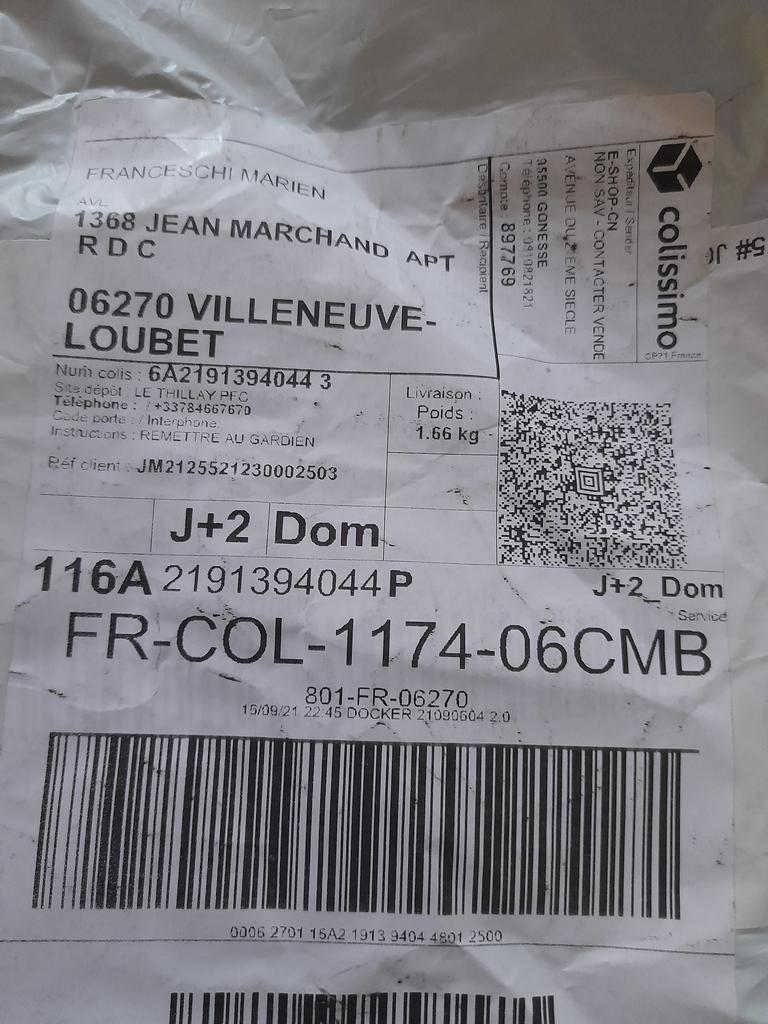 FRANCESCHI MARIEN
AVE
1368 JEAN MARCHAND APT
R D C
06270 VILLENEUVE-
LOUBET
Destinataire / Recipient
Compte : 897769
Téléphone : 0810821821
95500 GONESSE
AVENUE DU EME SIECLE
NON SAV - CONTACTER VENDE
E-SHOP-CN
Expéditeur / Sender
colissimo
CP71 France
#5
Num colis : 6A2191394044 3
Site dépôt : LE THILLAY PFC
Téléphone : / +33784667670
Code porte : / Interphone:
Instructions : REMETTRE AU GARDIEN
Réf client : JM2125521230002503
Livraison :
Poids :
1.66 kg
J+2 Dom
116A 2191394044 P
J+2_Dom
Service
FR-COL-1174-06CMB
801-FR-06270
15/09/21 22:45 DOCKER 21090604 2.0
0006 2701 16A2 1913 9404 4801 2500